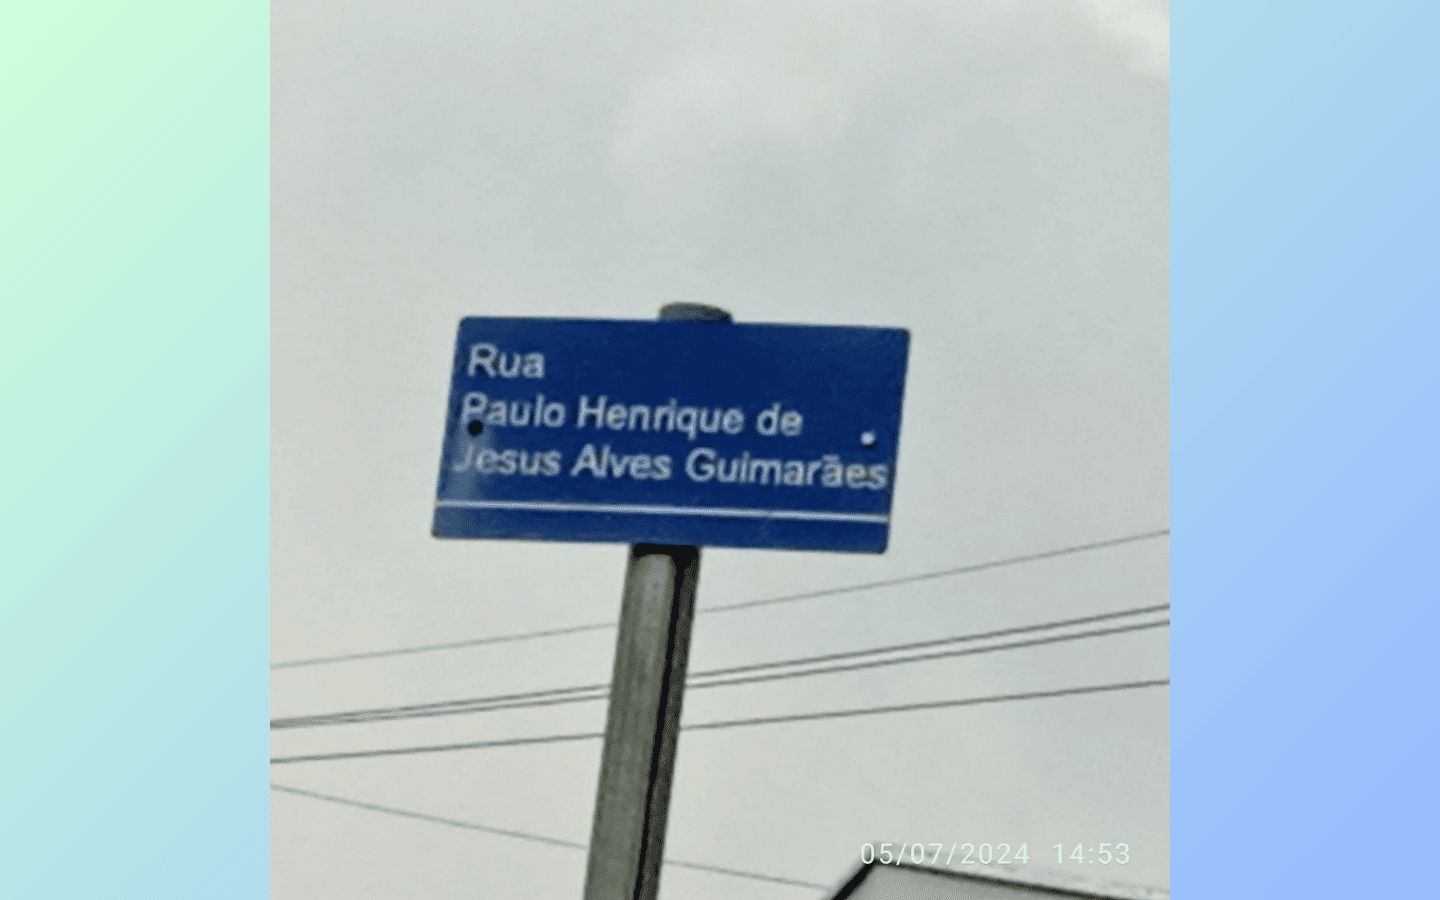 Rua
Paulo Henrique de
Jesus Alves Guimarães
05/07/2024 14:53